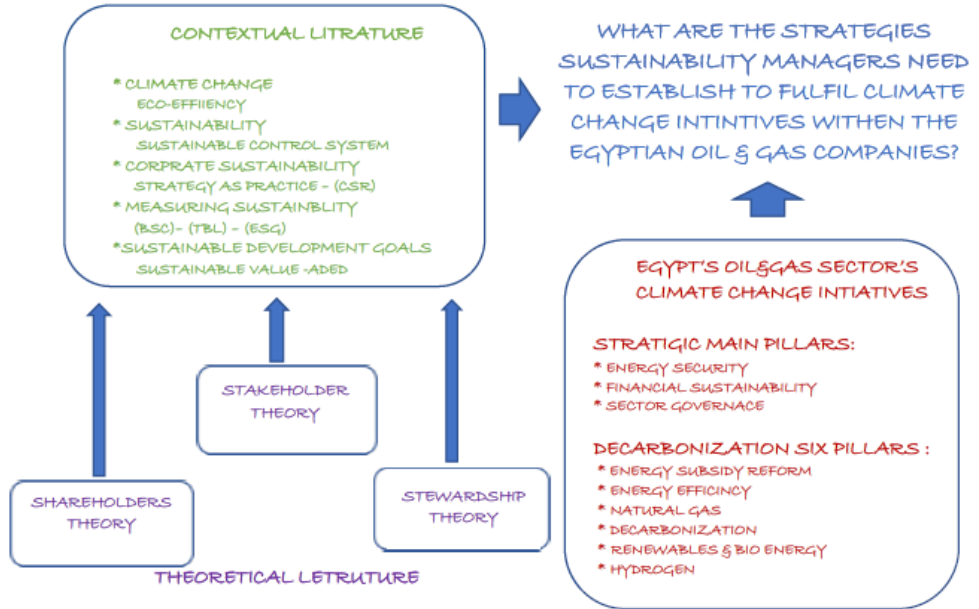 CONTEXTUAL LITRATURE
* CLIMATE CHANGE
ECO-EFFIIENCY
* SUSTAINABILITY
SUSTAINABLE CONTROL SYSTEM
* CORPRATE SUSTAINABILITY
STRATEGY AS PRACTICE - (CSR)
* MEASURING SUSTAINBLITY
(BSC)- (TBL) - (ESG)
*SUSTAINABLE DEVELOPMENT GOALS
SUSTAINABLE VALUE -ADED
WHAT ARE THE STRATEGIES
SUSTAINABILITY MANAGERS NEED
TO ESTABLISH TO FULFIL CLIMATE
CHANGE INTINTIVES WITHEN THE
EGYPTIAN OIL & GAS COMPANIES?
STAKEHOLDER
THEORY
SHAREHOLDERS
THEORY
STEWARDSHIP
THEORY
THEORETICAL LETRUTURE
EGYPT'S OIL&GAS SECTOR'S
CLIMATE CHANGE INTIATIVES
STRATIGIC MAIN PILLARS:
* ENERGY SECURITY
* FINANCIAL SUSTAINABILITY
* SECTOR GOVERNACE
DECARBONIZATION SIX PILLARS :
* ENERGY SUBSIDY REFORM
* ENERGY EFFICINCY
* NATURAL GAS
* DECARBONIZATION
* RENEWABLES & BIO ENERGY
* HYDROGEN